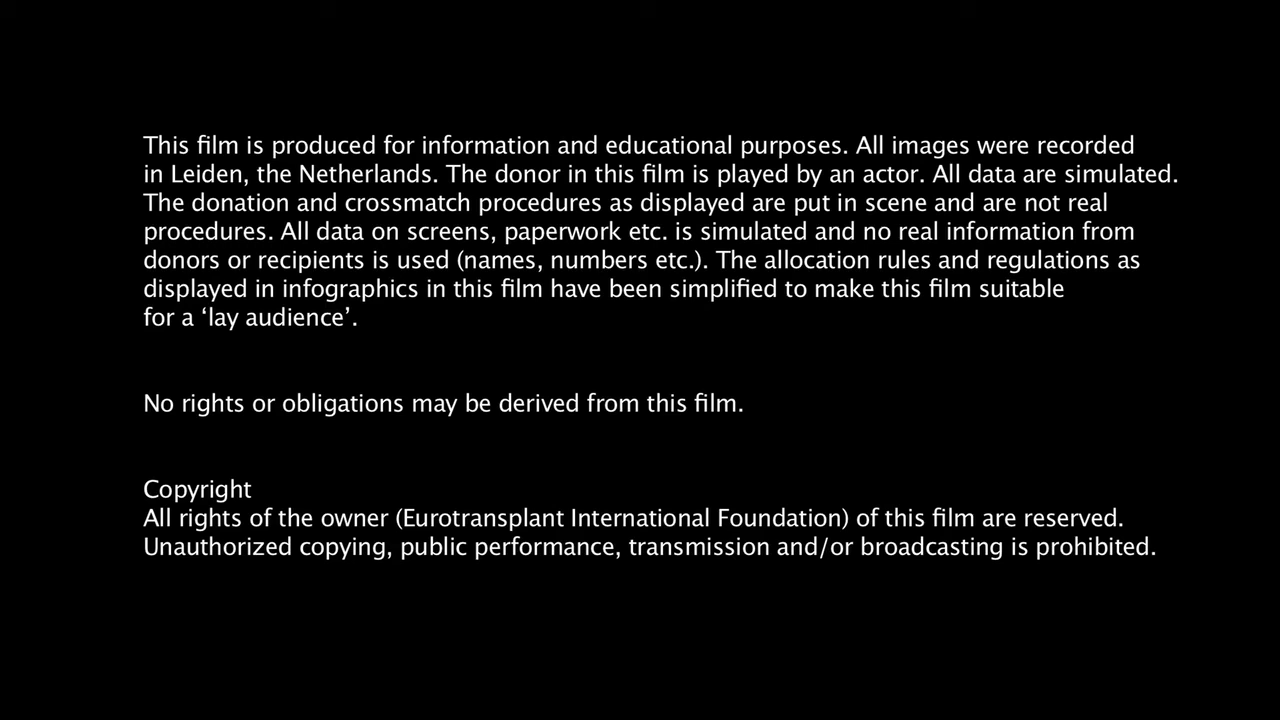 This film is produced for information and educational purposes. All images were recorded
in Leiden, the Netherlands. The donor in this film is played by an actor. All data are simulated.
The donation and crossmatch procedures as displayed are put in scene and are not real
procedures. All data on screens, paperwork etc. is simulated and no real information from
donors or recipients is used (names, numbers etc.). The allocation rules and regulations as
displayed in infographics in this film have been simplified to make this film suitable
for a ‘lay audience’.
No rights or obligations may be derived from this film.
Copyright
All rights of the owner (Eurotransplant International Foundation) of this film are reserved.
Unauthorized copying, public performance, transmission and/or broadcasting is prohibited.